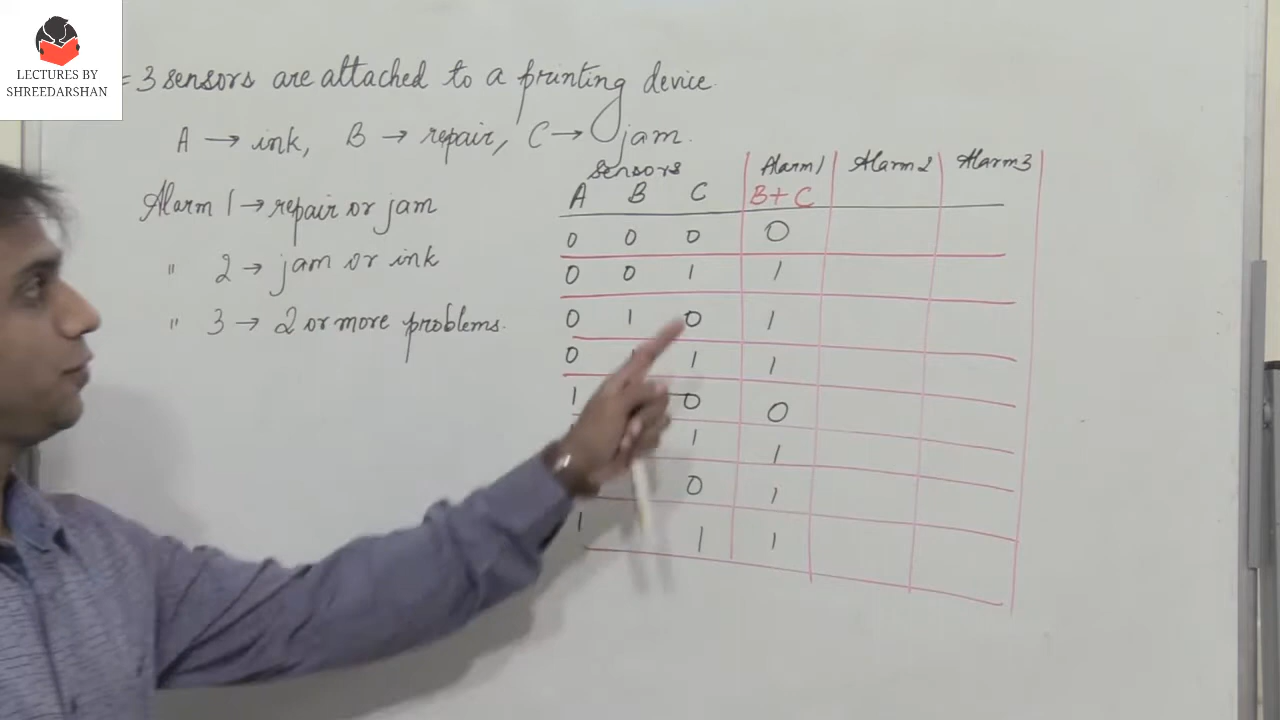 LECTURES BY
SHREEDARSHAN
= 3 sensors are attached to a printing device.
A → ink, B → repair, C → jam.
Alarm 1 → repair or jam
" 2 → jam or ink
" 3 → 2 or more problems.
sensors Alarm 1 Alarm 2 Alarm 3
A B C B + C
0 0 0 0
0 0 1 1
0 1 0 1
0 1 1 1
1 0 0
1 1
0 1
1 1 1